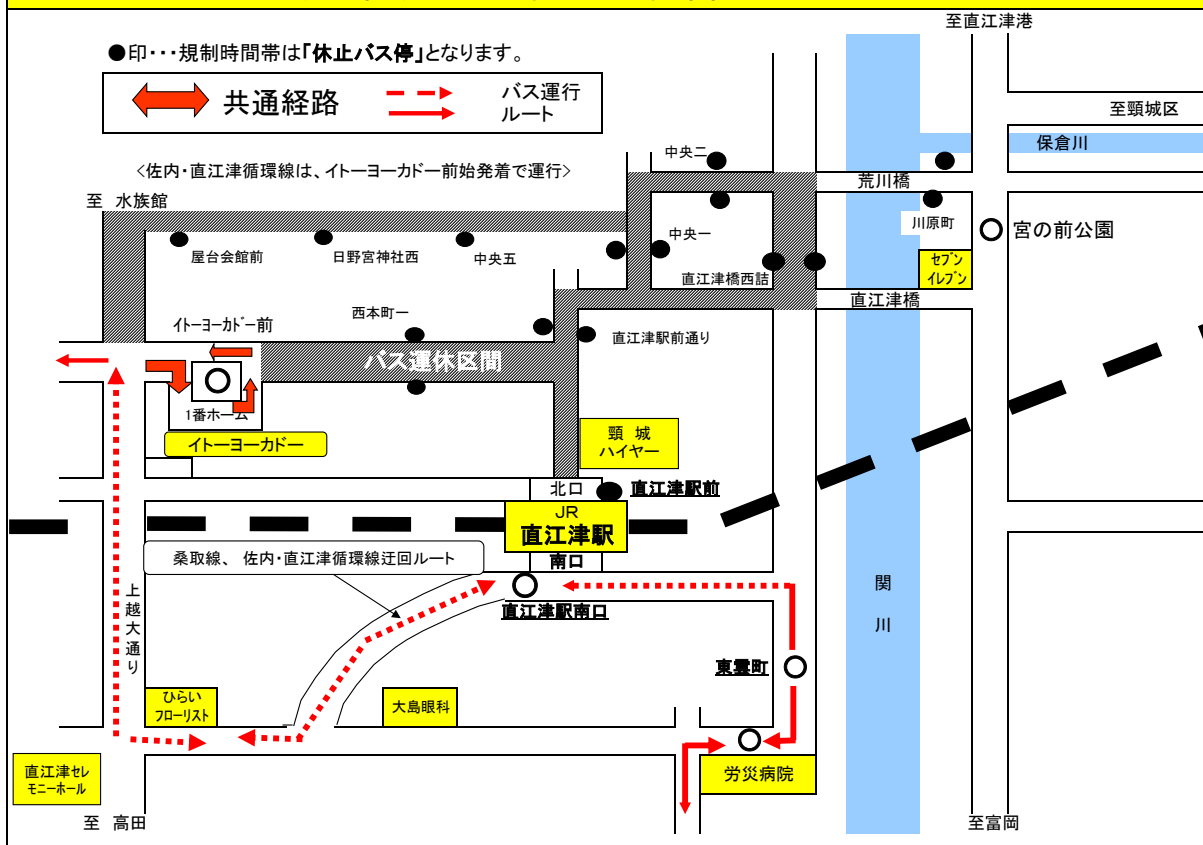 至直江津港
●印・・・規制時間帯は「休止バス停」となります。
共通経路
バス運行
ルート
至頸城区
保倉川
中央二
<佐内・直江津循環線は、イトーヨーカドー前始発着で運行>
荒川橋
至 水族館
川原町
宮の前公園
中央一
屋台会館前
日野宮神社西
中央五
セブン
イレブン
直江津橋西詰
直江津橋
西本町一
イトーヨーカドー前
直江津駅前通り
バス運休区間
1番ホーム
イトーヨーカドー
頸 城
ハイヤー
北口
直江津駅前
JR
直江津駅
南口
桑取線、 佐内・直江津循環線迂回ルート
関
川
直江津駅南口
上越大通り
東雲町
ひらい
フローリスト
大島眼科
直江津セレ
モニーホール
労災病院
至 高田
至富岡